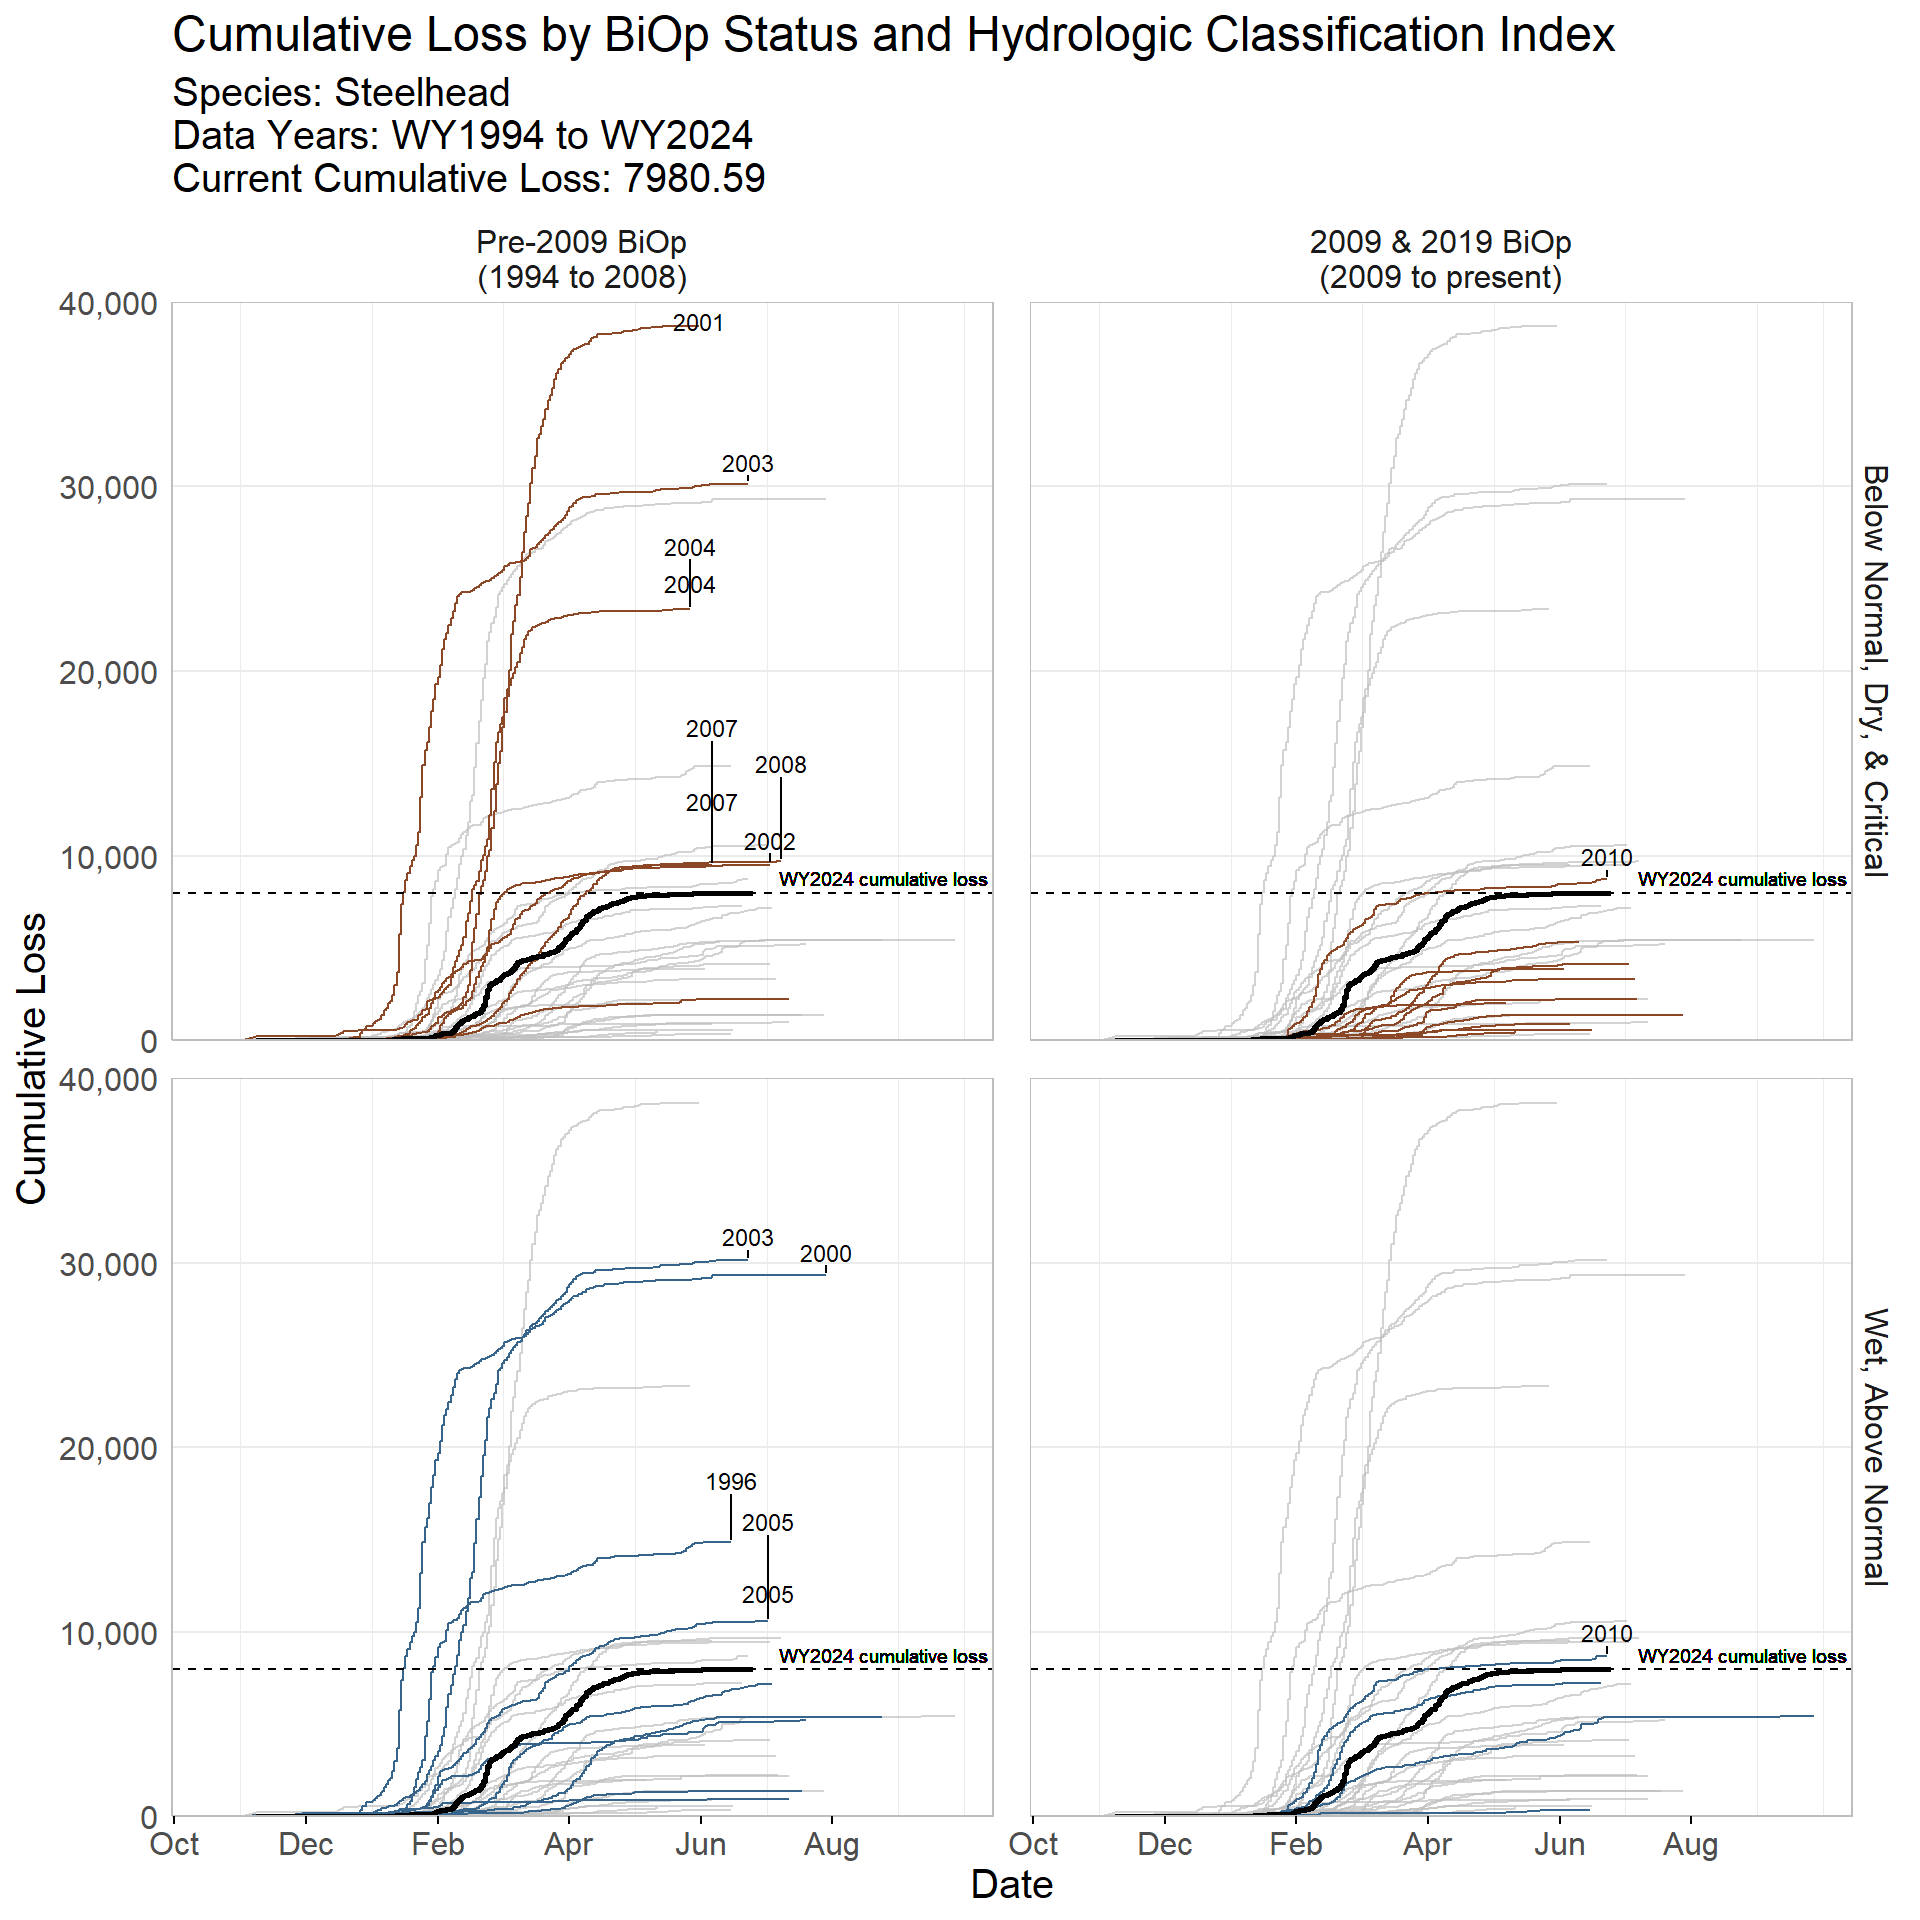 Cumulative Loss by BiOp Status and Hydrologic Classification Index
Species: Steelhead
Data Years: WY1994 to WY2024
Current Cumulative Loss: 7980.59
Pre-2009 BiOp
(1994 to 2008)
2009 & 2019 BiOp
(2009 to present)
Cumulative Loss
40,000
30,000
20,000
10,000
0
2001
2003
2004
2004
2007
2008
2007
2002
WY2024 cumulative loss
2010
WY2024 cumulative loss
Below Normal, Dry, & Critical
40,000
30,000
20,000
10,000
0
2003
2000
1996
2005
2005
WY2024 cumulative loss
2010
WY2024 cumulative loss
Wet, Above Normal
Oct Dec Feb Apr Jun Aug
Oct Dec Feb Apr Jun Aug
Date